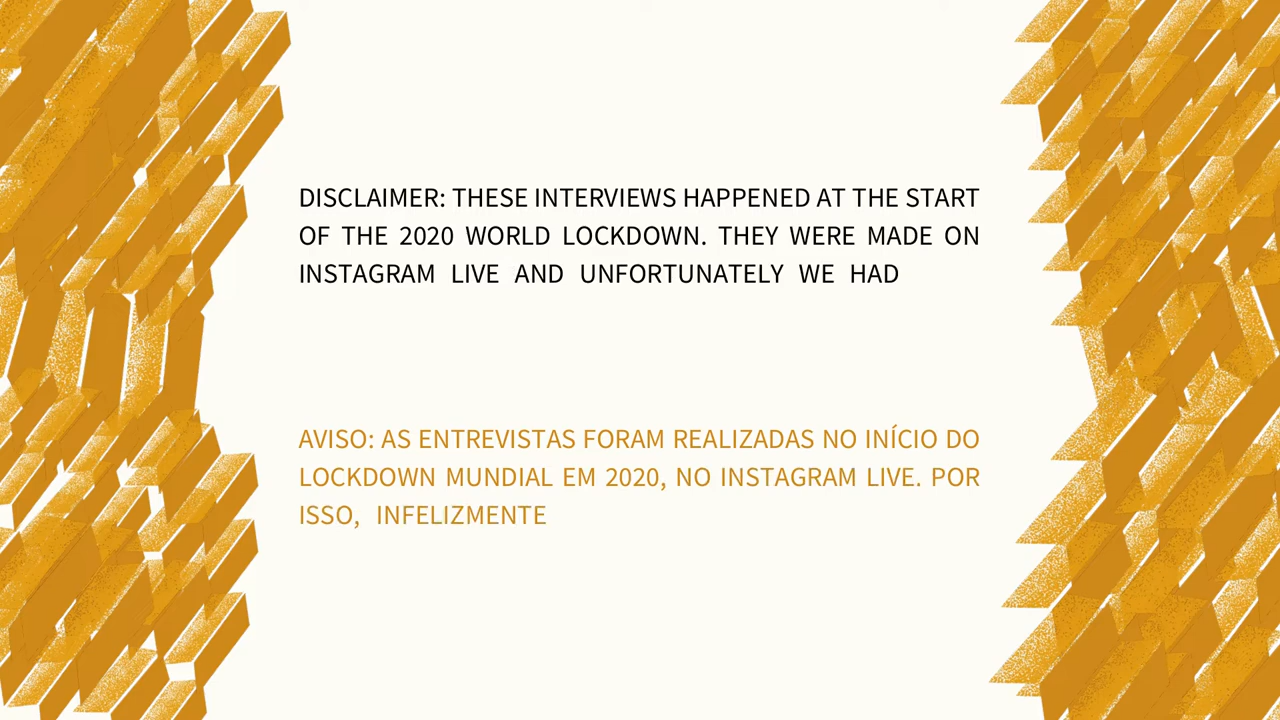 DISCLAIMER: THESE INTERVIEWS HAPPENED AT THE START
OF THE 2020 WORLD LOCKDOWN. THEY WERE MADE ON
INSTAGRAM LIVE AND UNFORTUNATELY WE HAD
AVISO: AS ENTREVISTAS FORAM REALIZADAS NO INÍCIO DO
LOCKDOWN MUNDIAL EM 2020, NO INSTAGRAM LIVE. POR
ISSO, INFELIZMENTE